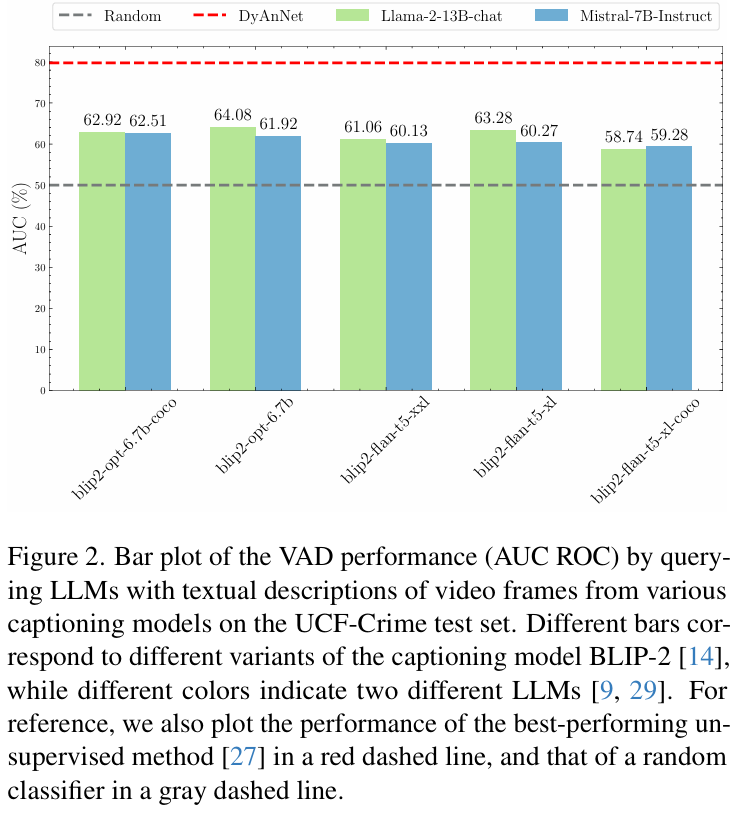 Random DyAnNet Llama-2-13B-chat Mistral-7B-Instruct
80
70
60
50
40
30
20
10
0
AUC (%)
62.92 62.51
64.08 61.92
61.06 60.13
63.28 60.27
58.74 59.28
blip2-opt-6.7b-coco
blip2-opt-6.7b
blip2-flan-t5-xxl
blip2-flan-t5-xl
blip2-flan-t5-xl-coco
Figure 2. Bar plot of the VAD performance (AUC ROC) by query-
ing LLMs with textual descriptions of video frames from various
captioning models on the UCF-Crime test set. Different bars cor-
respond to different variants of the captioning model BLIP-2 [14],
while different colors indicate two different LLMs [9, 29]. For
reference, we also plot the performance of the best-performing un-
supervised method [27] in a red dashed line, and that of a random
classifier in a gray dashed line.